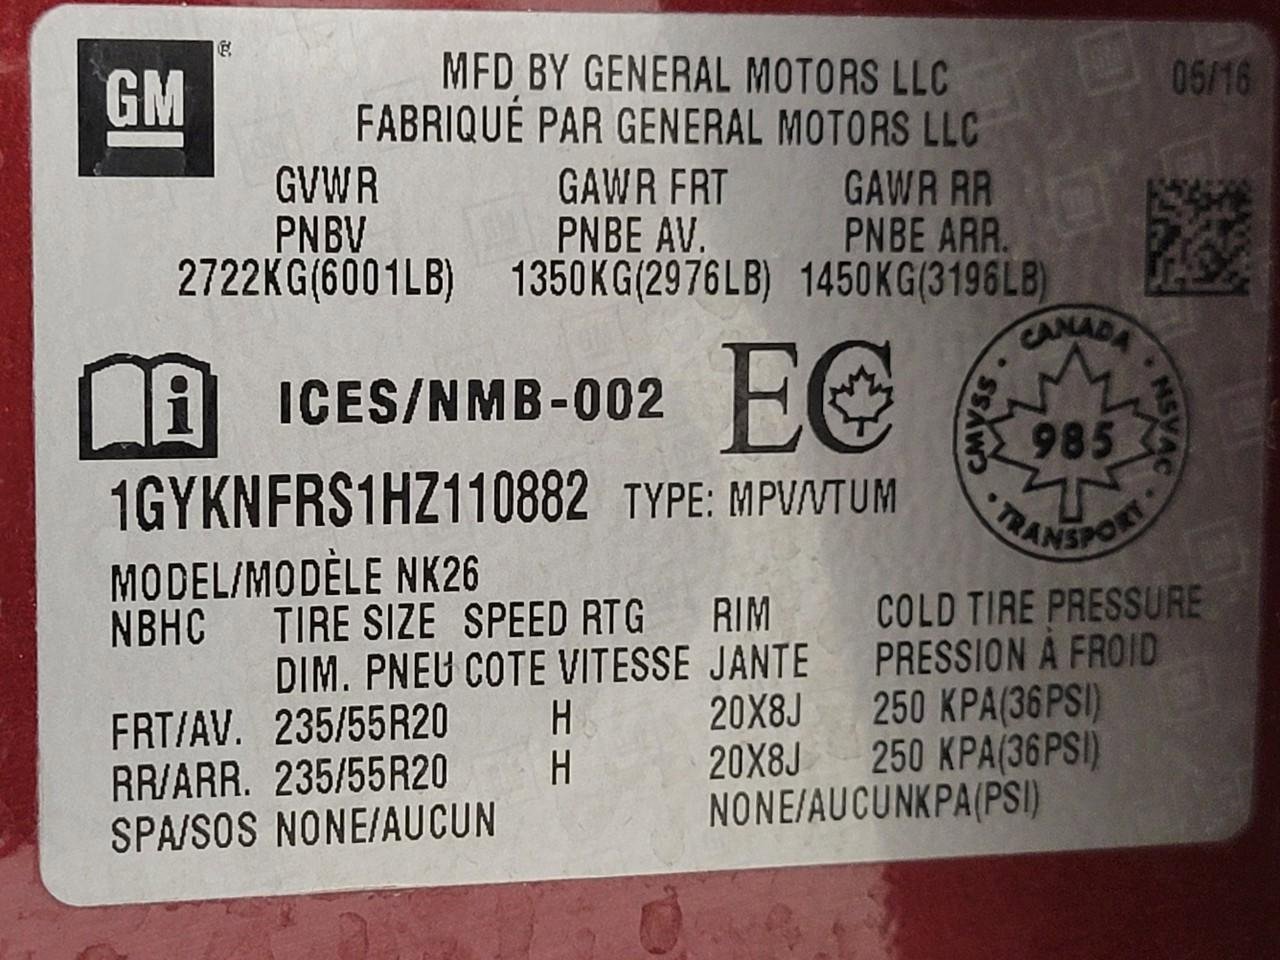 GM ®
MFD BY GENERAL MOTORS LLC 05/16
FABRIQUÉ PAR GENERAL MOTORS LLC
GVWR GAWR FRT GAWR RR
PNBV PNBE AV. PNBE ARR.
2722KG(6001LB) 1350KG(2976LB) 1450KG(3196LB)
i ICES/NMB-002 EC
CANADA
CMVSS 985 NSVAC
TRANSPORT
1GYKNFRS1HZ110882 TYPE: MPV/VTUM
MODEL/MODÈLE NK26
NBHC TIRE SIZE SPEED RTG RIM COLD TIRE PRESSURE
DIM. PNEU COTE VITESSE JANTE PRESSION À FROID
FRT/AV. 235/55R20 H 20X8J 250 KPA(36PSI)
RR/ARR. 235/55R20 H 20X8J 250 KPA(36PSI)
SPA/SOS NONE/AUCUN NONE/AUCUNKPA(PSI)